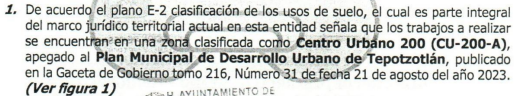 1. De acuerdo el plano E-2 clasificación de los usos de suelo, el cual es parte integral
del marco jurídico territorial actual en esta entidad señala que los trabajos a realizar
se encuentran en una zona clasificada como Centro Urbano 200 (CU-200-A),
apegado al Plan Municipal de Desarrollo Urbano de Tepotzotlán, publicado
en la Gaceta de Gobierno tomo 216, Número 31 de fecha 21 de agosto del año 2023.
(Ver figura 1)
H. AYUNTAMIENTO DE